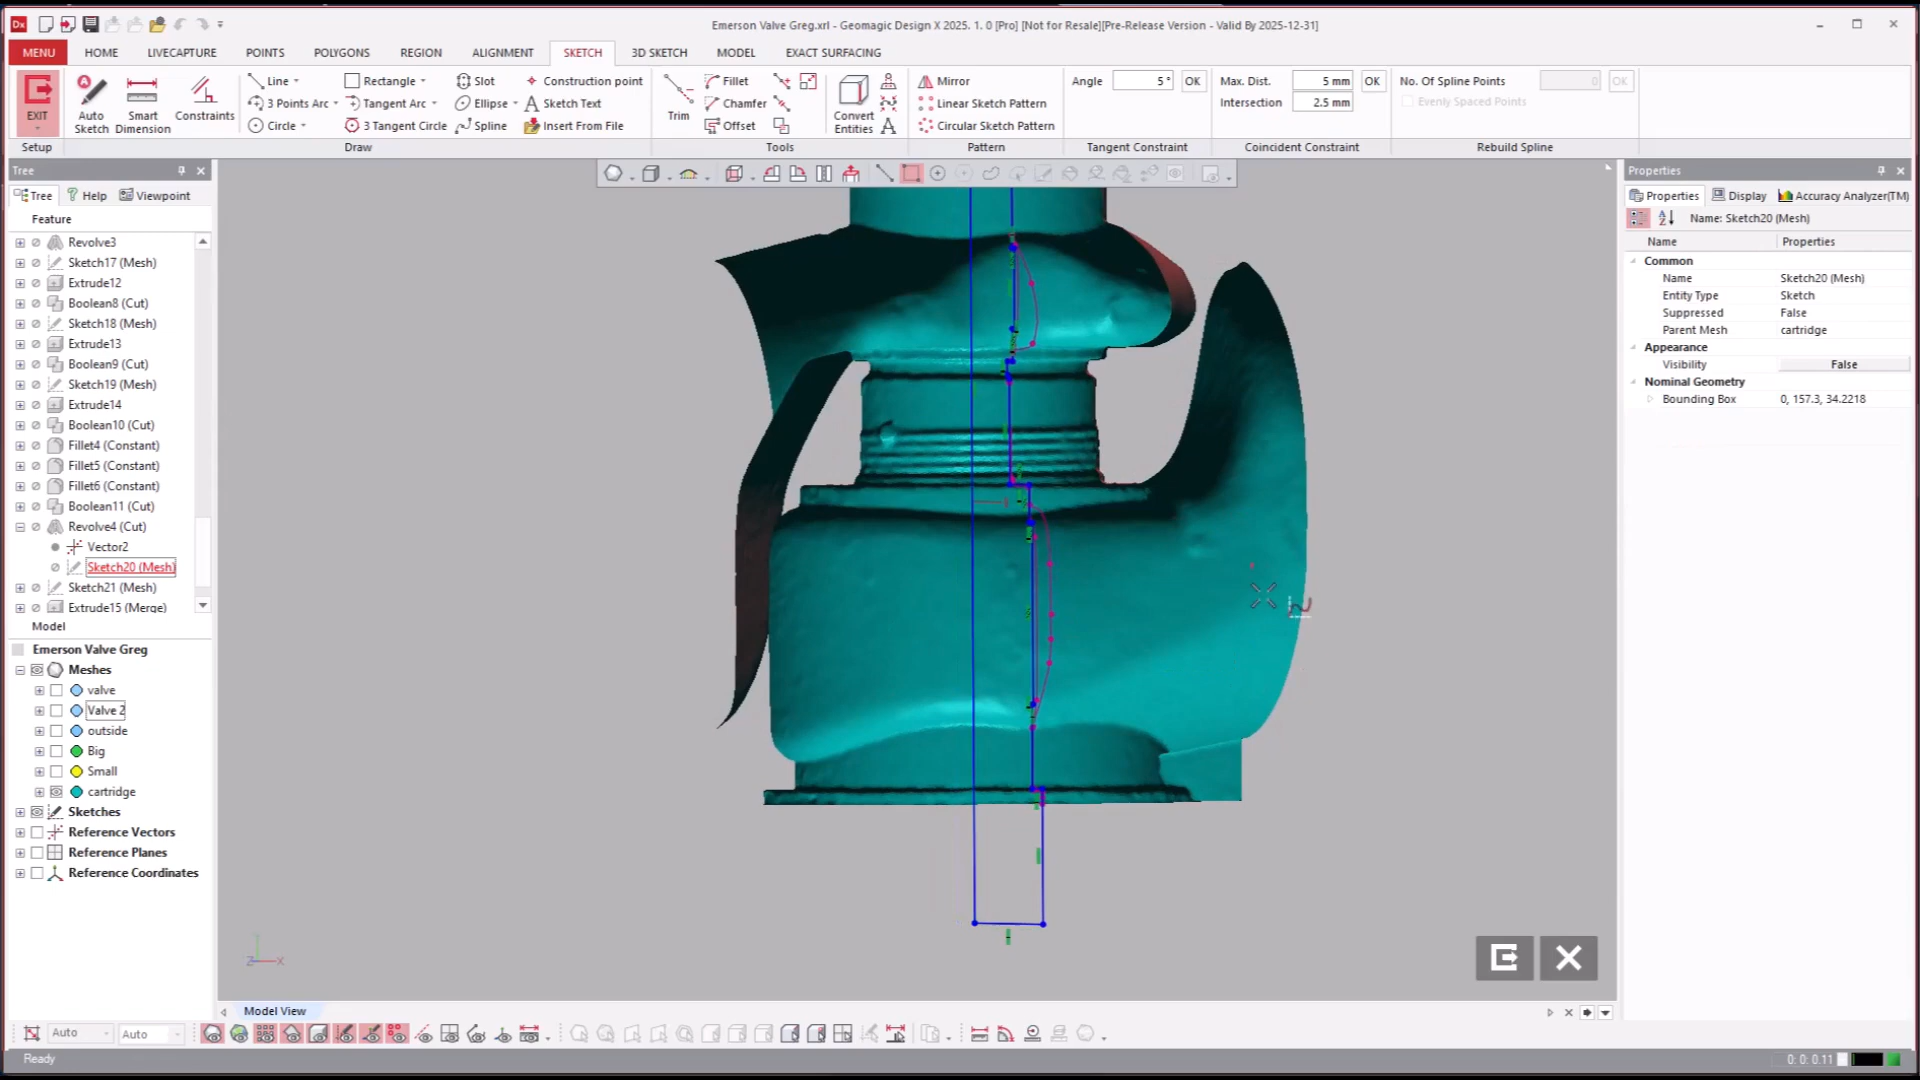 Dx
Emerson Valve Greg.xrl - Geomagic Design X 2025. 1. 0 [Pro] [Not for Resale][Pre-Release Version - Valid By 2025-12-31]
MENU HOME LIVECAPTURE POINTS POLYGONS REGION ALIGNMENT SKETCH 3D SKETCH MODEL EXACT SURFACING
Line Rectangle Slot Construction point Fillet Mirror Angle 5° OK Max. Dist. 5 mm OK No. Of Spline Points 0 OK
3 Points Arc Tangent Arc Ellipse Sketch Text Chamfer Linear Sketch Pattern Intersection 2.5 mm Evenly Spaced Points
EXIT Auto Sketch Smart Dimension Constraints Circle 3 Tangent Circle Spline Insert From File Trim Offset Convert Entities Circular Sketch Pattern
Setup Draw Tools Pattern Tangent Constraint Coincident Constraint Rebuild Spline
Tree
Tree Help Viewpoint
Feature
Revolve3
Sketch17 (Mesh)
Extrude12
Boolean8 (Cut)
Sketch18 (Mesh)
Extrude13
Boolean9 (Cut)
Sketch19 (Mesh)
Extrude14
Boolean10 (Cut)
Fillet4 (Constant)
Fillet5 (Constant)
Fillet6 (Constant)
Boolean11 (Cut)
Revolve4 (Cut)
Vector2
Sketch20 (Mesh)
Sketch21 (Mesh)
Extrude15 (Merge)
Model
Emerson Valve Greg
Meshes
valve
Valve 2
outside
Big
Small
cartridge
Sketches
Reference Vectors
Reference Planes
Reference Coordinates
Z X
Properties
Properties Display Accuracy Analyzer(TM)
Name: Sketch20 (Mesh)
Name Properties
Common
Name Sketch20 (Mesh)
Entity Type Sketch
Suppressed False
Parent Mesh cartridge
Appearance
Visibility False
Nominal Geometry
Bounding Box 0, 157.3, 34.2218
Model View
Auto Auto
Ready
0: 0: 0.11